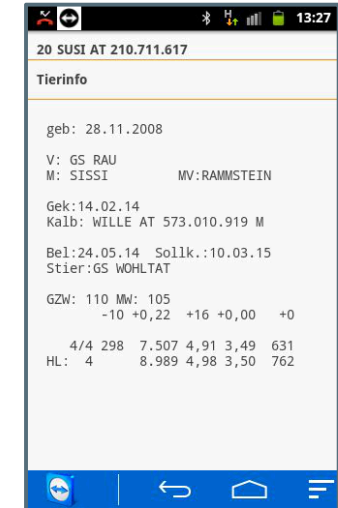 H 13:27
20 SUSI AT 210.711.617
Tierinfo
geb: 28.11.2008
V: GS RAU
M: SISSI MV:RAMMSTEIN
Gek:14.02.14
Kalb: WILLE AT 573.010.919 M
Bel:24.05.14 Sollk.:10.03.15
Stier:GS WOHLTAT
GZW: 110 MW: 105
-10 +0,22 +16 +0,00 +0
4/4 298 7.507 4,91 3,49 631
HL: 4 8.989 4,98 3,50 762